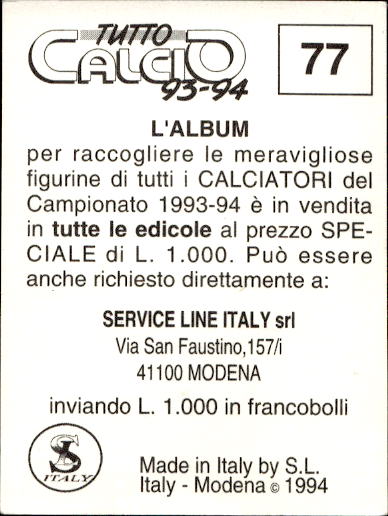 TUTTO
CALCIO
93-94
77
L'ALBUM
per raccogliere le meravigliose
figurine di tutti i CALCIATORI del
Campionato 1993-94 è in vendita
in tutte le edicole al prezzo SPE-
CIALE di L. 1.000. Può essere
anche richiesto direttamente a:
SERVICE LINE ITALY srl
Via San Faustino,157/i
41100 MODENA
inviando L. 1.000 in francobolli
SL
ITALY
Made in Italy by S.L.
Italy - Modena © 1994